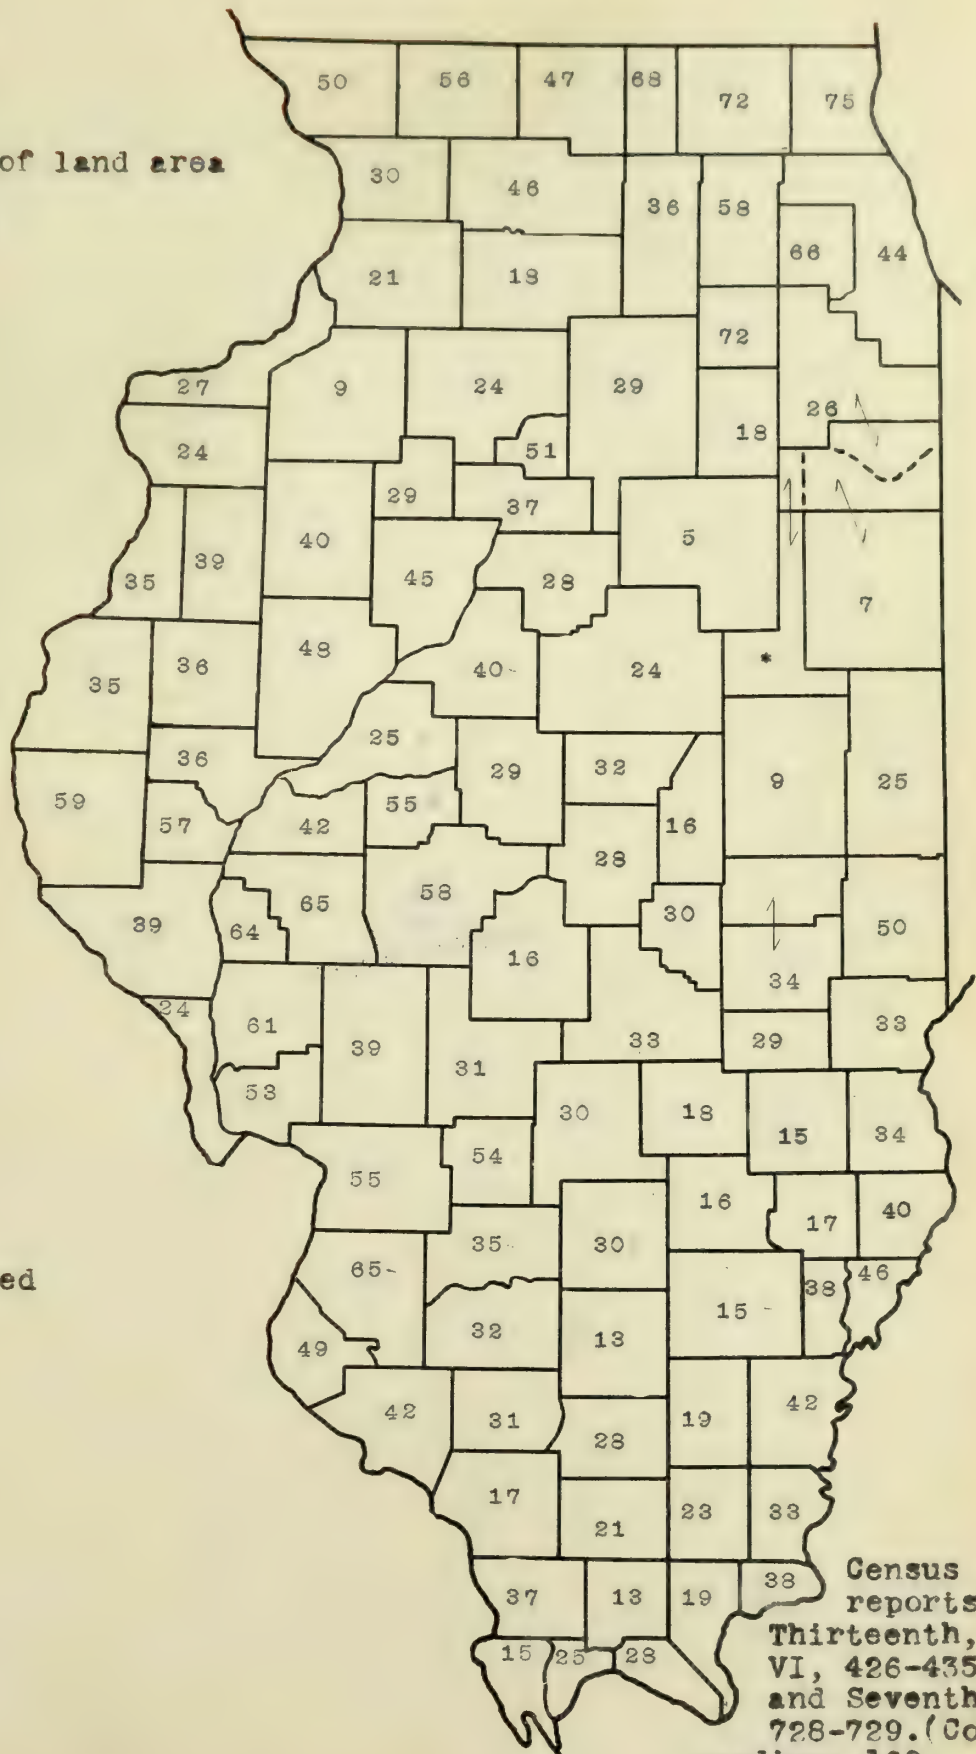 50 56 47 68 72 75
of land area
30 46 36 58
66 44
21 18
72
27 9 24 29
26
24 51 18
29 37
40 5
35 39 45 28
7
48
35 36 40- 24 *
25
36 29 32 9 25
59 57 42 55 16
28
58
39 64 65 30 50
16
24 34
61 39 33 29 33
31
53 30 18
15 34
54
55
16 17 40
35- 30
65- 46
ed
38
15 -
32 13
49
42 31 19 42
28
17 21 23 33
Census
38
37 13 19 reports
Thirteenth,
15 25 28
VI, 426-435
and Seventh
728-729.(Co